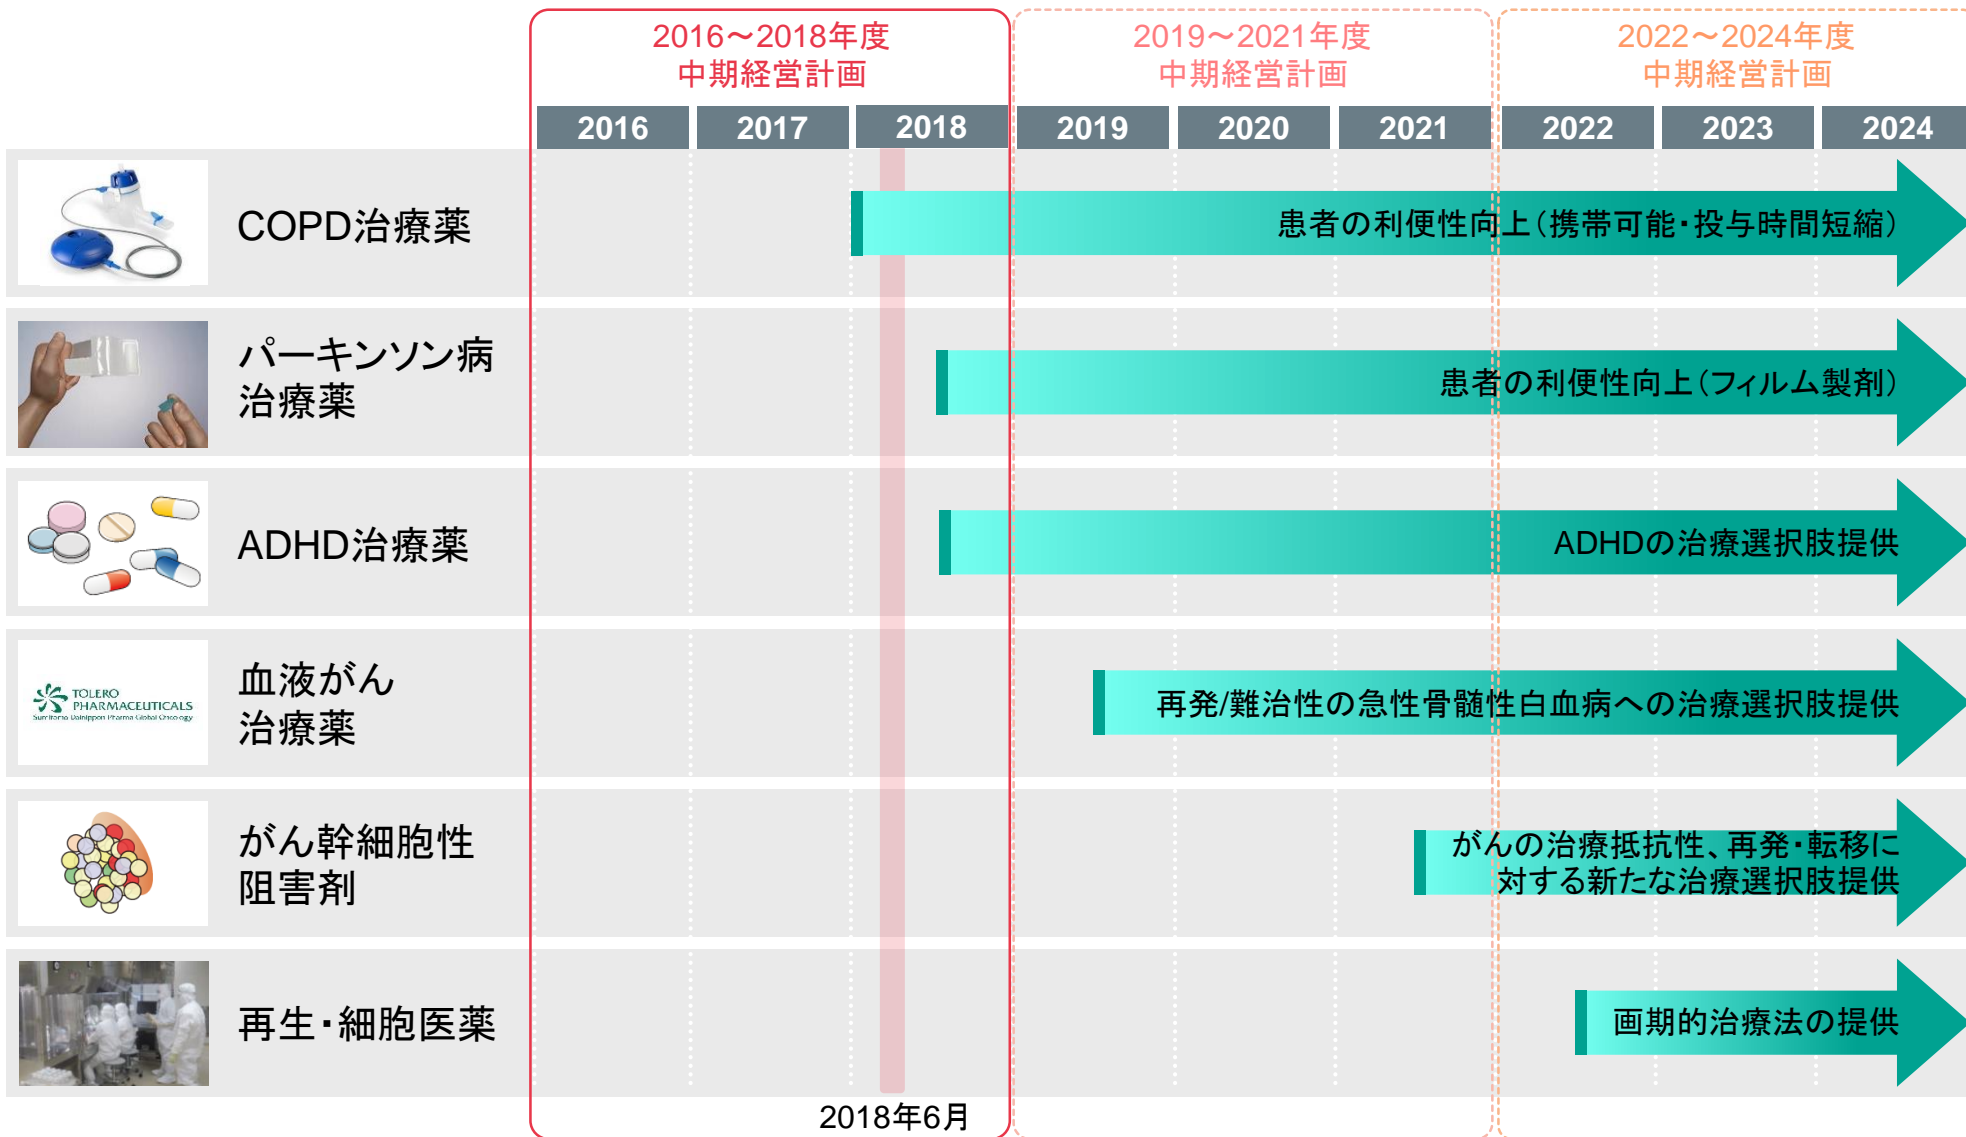 2016～2018年度
中期経営計画
2019～2021年度
中期経営計画
2022～2024年度
中期経営計画
2016
2017
2018
2019
2020
2021
2022
2023
2024
COPD治療薬
患者の利便性向上（携帯可能・投与時間短縮）
パーキンソン病
治療薬
患者の利便性向上（フィルム製剤）
ADHD治療薬
ADHDの治療選択肢提供
TOLERO
PHARMACEUTICALS
Sumitomo Dainippon Pharma Global Oncology
血液がん
治療薬
再発/難治性の急性骨髄性白血病への治療選択肢提供
がん幹細胞性
阻害剤
がんの治療抵抗性、再発・転移に
対する新たな治療選択肢提供
再生・細胞医薬
画期的治療法の提供
2018年6月